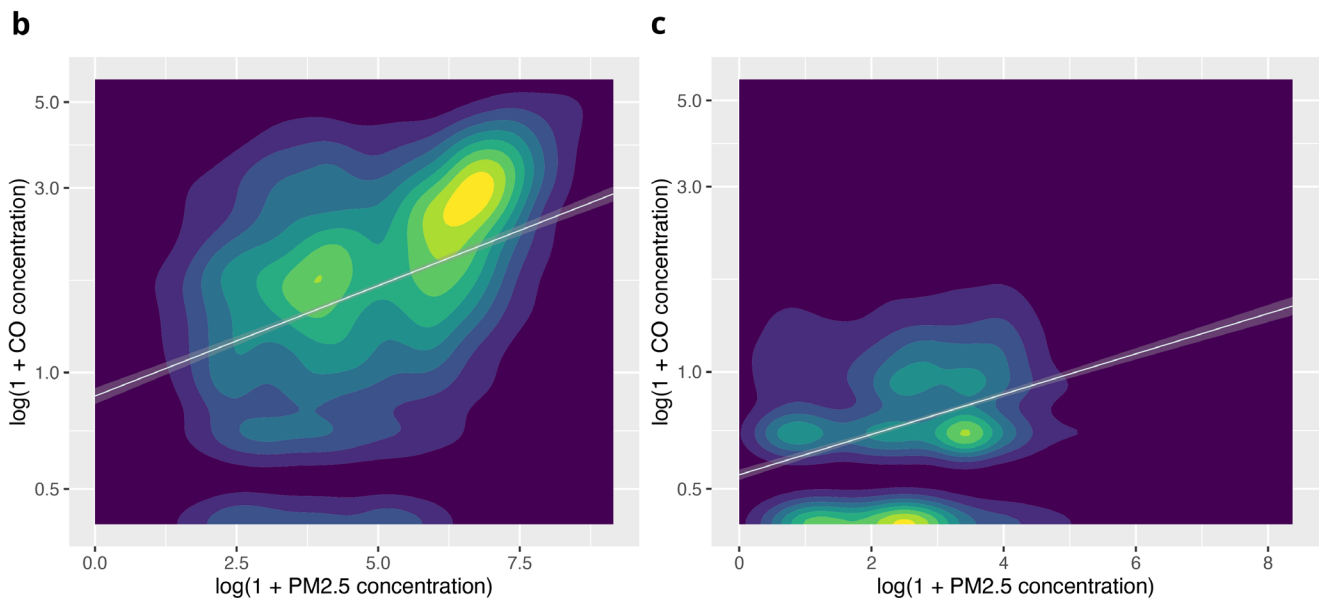 b
5.0
3.0
1.0
0.5
log(1 + CO concentration)
0.0
2.5
5.0
7.5
log(1 + PM2.5 concentration)
c
5.0
3.0
1.0
0.5
log(1 + CO concentration)
0
2
4
6
8
log(1 + PM2.5 concentration)